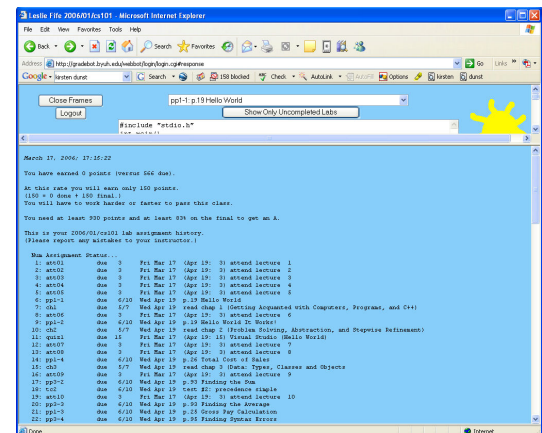 Leslie Fife 2006/01/cs101 - Microsoft Internet Explorer
File Edit View Favorites Tools Help
Back Search Favorites
Address http://gradebot.byuh.edu/webbot/login/login.cgi#response Go Links
Google - kirsten dunst Search 158 blocked Check AutoLink AutoFill Options kirsten dunst
Close Frames pp1-1: p.19 Hello World
Logout Show Only Uncompleted Labs
#include "stdio.h"
int main()
March 17, 2006; 17:15:22
You have earned 0 points (versus 566 due).
At this rate you will earn only 150 points.
(150 = 0 done + 150 final.)
You will have to work harder or faster to pass this class.
You need at least 930 points and at least 83% on the final to get an A.
This is your 2006/01/cs101 lab assignment history.
(Please report any mistakes to your instructor.)
Num Assignment Status...
1: att01 due 3 Fri Mar 17 (Apr 19: 3) attend lecture 1
2: att02 due 3 Fri Mar 17 (Apr 19: 3) attend lecture 2
3: att03 due 3 Fri Mar 17 (Apr 19: 3) attend lecture 3
4: att04 due 3 Fri Mar 17 (Apr 19: 3) attend lecture 4
5: att05 due 3 Fri Mar 17 (Apr 19: 3) attend lecture 5
6: pp1-1 due 6/10 Wed Apr 19 p.19 Hello World
7: ch1 due 5/7 Wed Apr 19 read chap 1 (Getting Acquainted with Computers, Programs, and C++)
8: att06 due 3 Fri Mar 17 (Apr 19: 3) attend lecture 6
9: pp1-2 due 6/10 Wed Apr 19 p.19 Hello World It Works!
10: ch2 due 5/7 Wed Apr 19 read chap 2 (Problem Solving, Abstraction, and Stepwise Refinement)
11: quiz1 due 15 Fri Mar 17 (Apr 19: 15) Visual Studio (Hello World)
12: att07 due 3 Fri Mar 17 (Apr 19: 3) attend lecture 7
13: att08 due 3 Fri Mar 17 (Apr 19: 3) attend lecture 8
14: pp1-4 due 6/10 Wed Apr 19 p.26 Total Cost of Sales
15: ch3 due 5/7 Wed Apr 19 read chap 3 (Data: Types, Classes and Objects
16: att09 due 3 Fri Mar 17 (Apr 19: 3) attend lecture 9
17: pp3-2 due 6/10 Wed Apr 19 p.93 Finding the Sum
18: tc2 due 6/10 Wed Apr 19 test #2: precedence simple
19: att10 due 3 Fri Mar 17 (Apr 19: 3) attend lecture 10
20: pp3-3 due 6/10 Wed Apr 19 p.93 Finding the Average
21: pp1-3 due 6/10 Wed Apr 19 p.25 Gross Pay Calculation
22: pp3-4 due 6/10 Wed Apr 19 p.95 Finding Syntax Errors
Done Internet